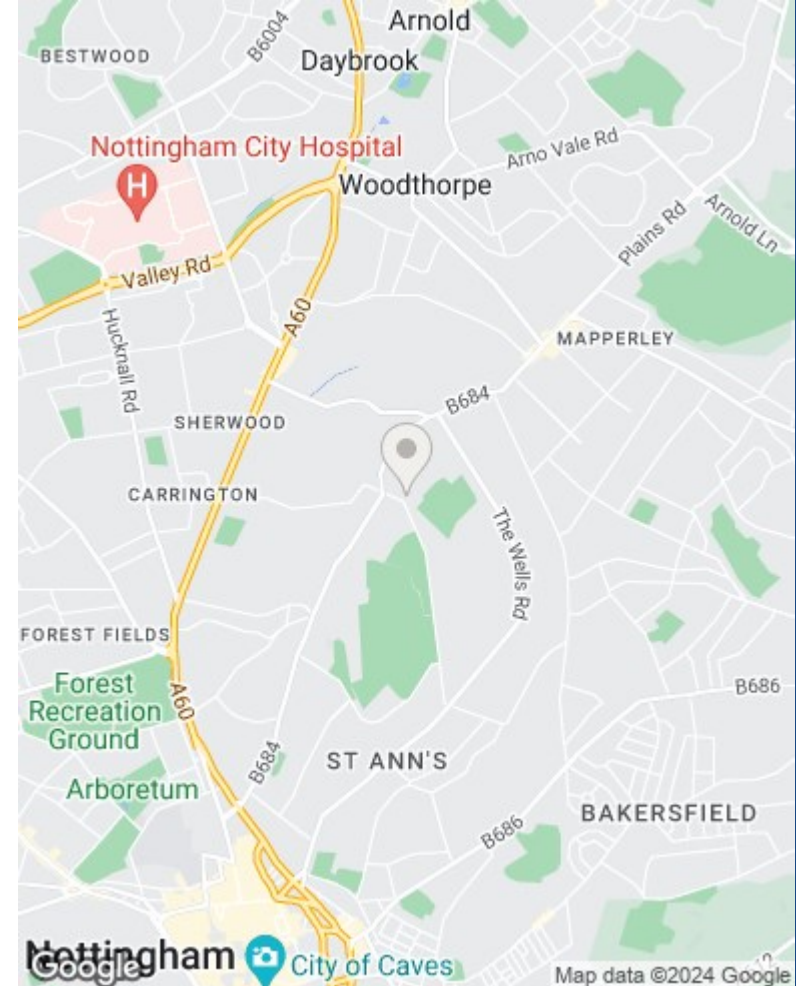 Arnold
BESTWOOD
B6004
Daybrook
Nottingham City Hospital
H
Arno Vale Rd
Woodthorpe
Plains Rd
Arnold Ln
Valley Rd
A60
Hucknall Rd
MAPPERLEY
B684
SHERWOOD
CARRINGTON
The Wells Rd
FOREST FIELDS
Forest
Recreation
Ground
A60
B686
B684
ST ANN'S
Arboretum
BAKERSFIELD
B686
Nottingham
Google
City of Caves
Map data ©2024 Google